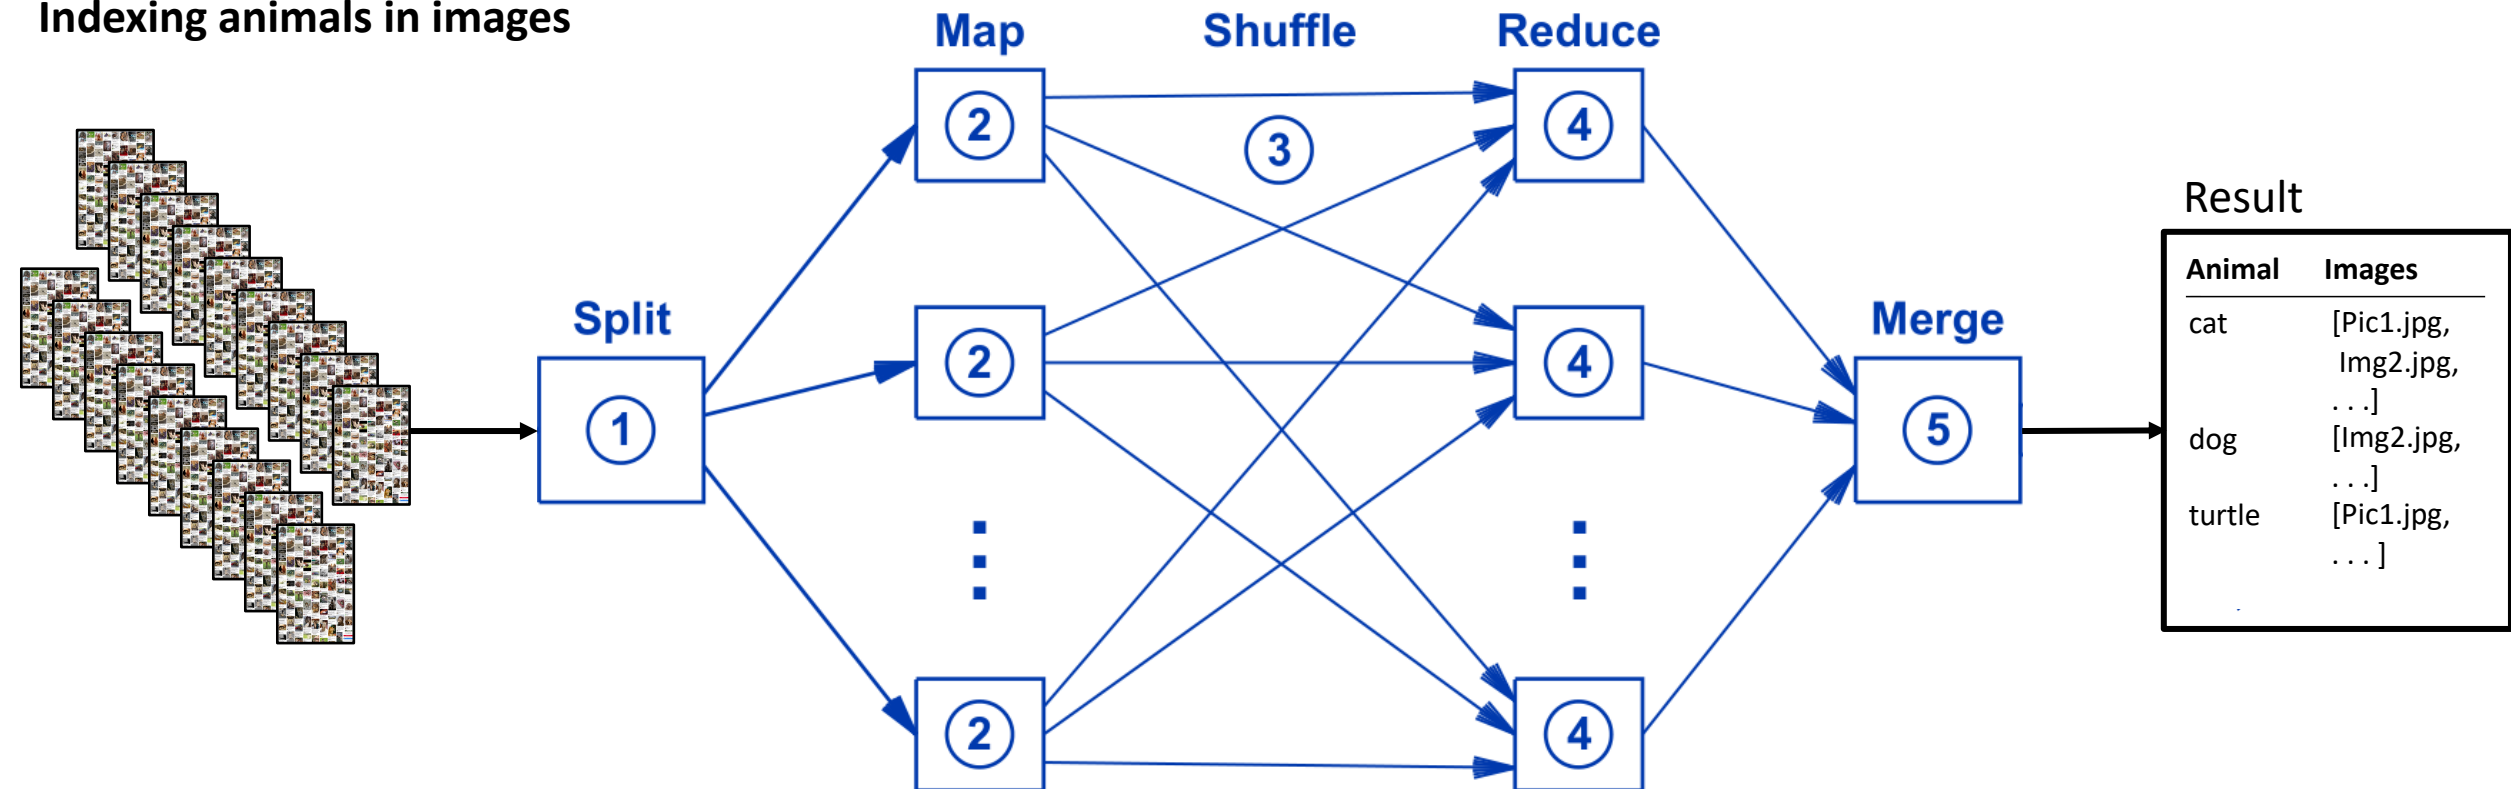 Indexing animals in images
Map
Shuffle
Reduce
2
2
2
3
4
4
4
Split
1
Merge
5
Result
Animal Images
cat [Pic1.jpg,
Img2.jpg,
. . .]
dog [Img2.jpg,
. . .]
turtle [Pic1.jpg,
. . . ]